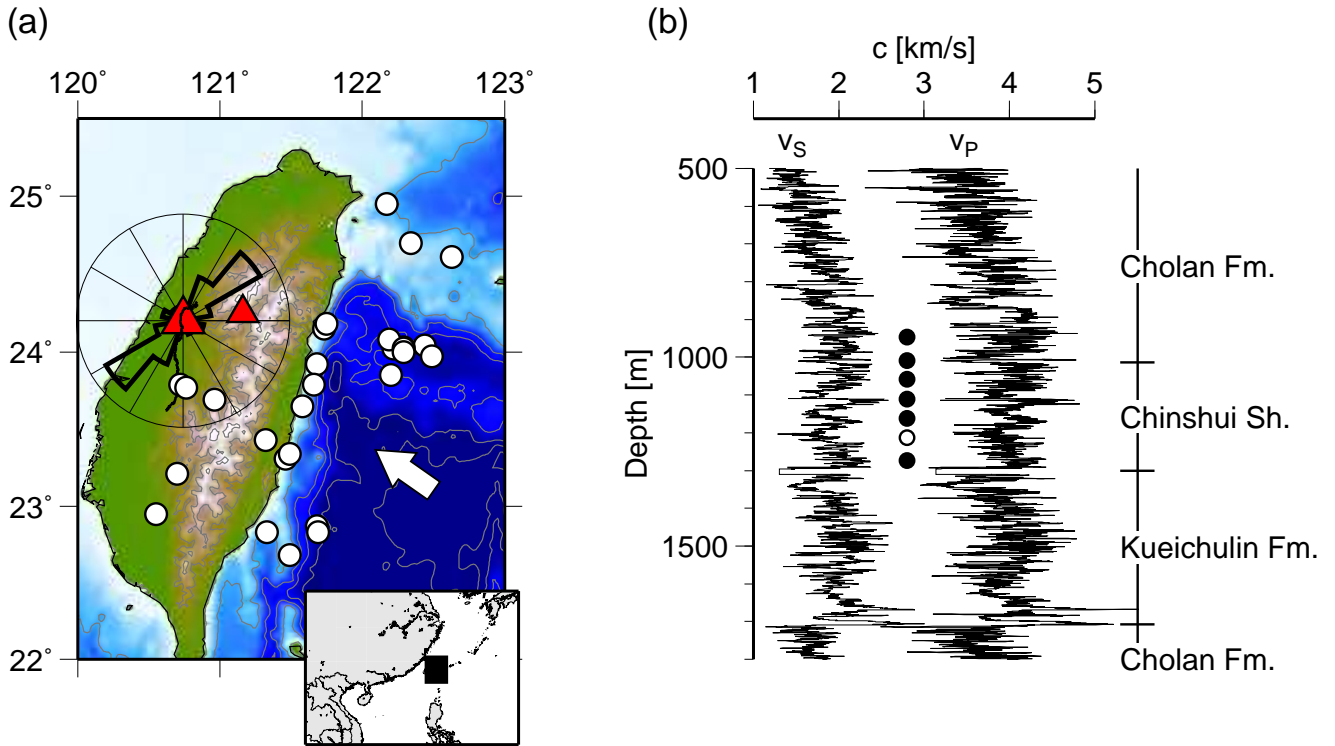 (a)
120˚ 121˚ 122˚ 123˚
25˚
24˚
23˚
22˚
(b)
c [km/s]
1 2 3 4 5
vS vP
500
1000
1500
Depth [m]
Cholan Fm.
Chinshui Sh.
Kueichulin Fm.
Cholan Fm.